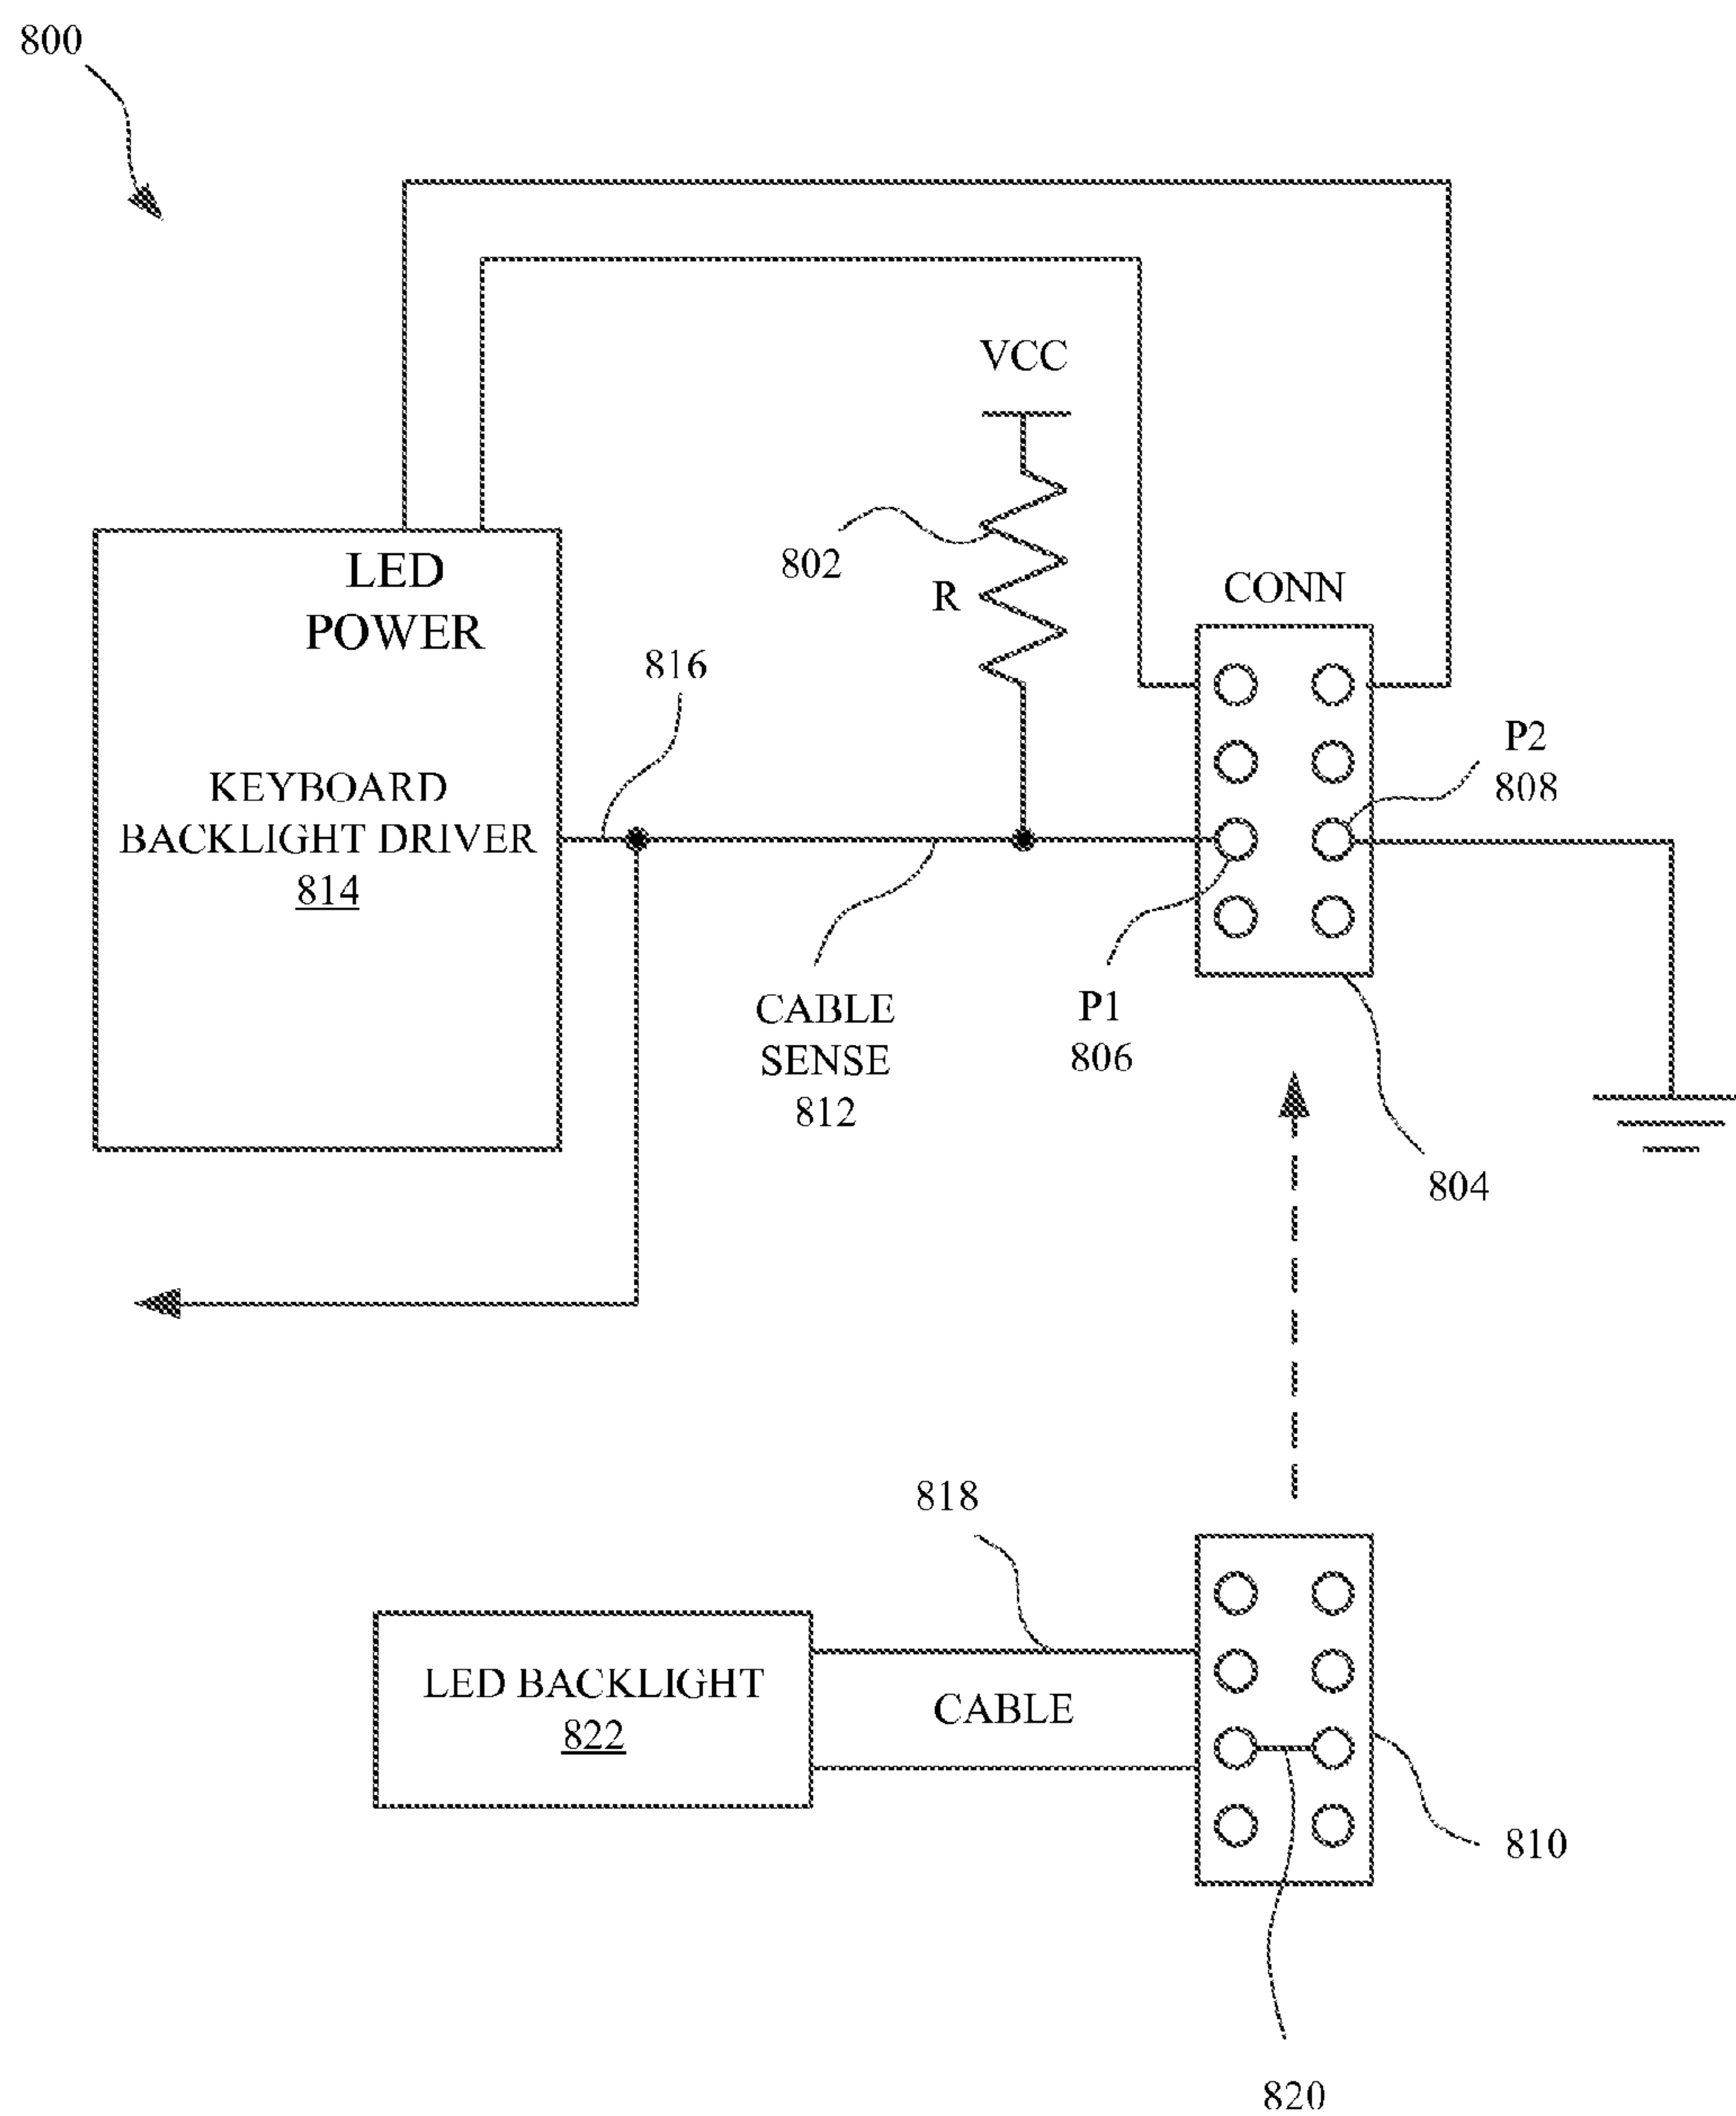 800
VCC
LED
POWER
802
R
CONN
816
P2
808
KEYBOARD
BACKLIGHT DRIVER
814
CABLE
SENSE
812
P1
806
804
818
LED BACKLIGHT
822
CABLE
810
820